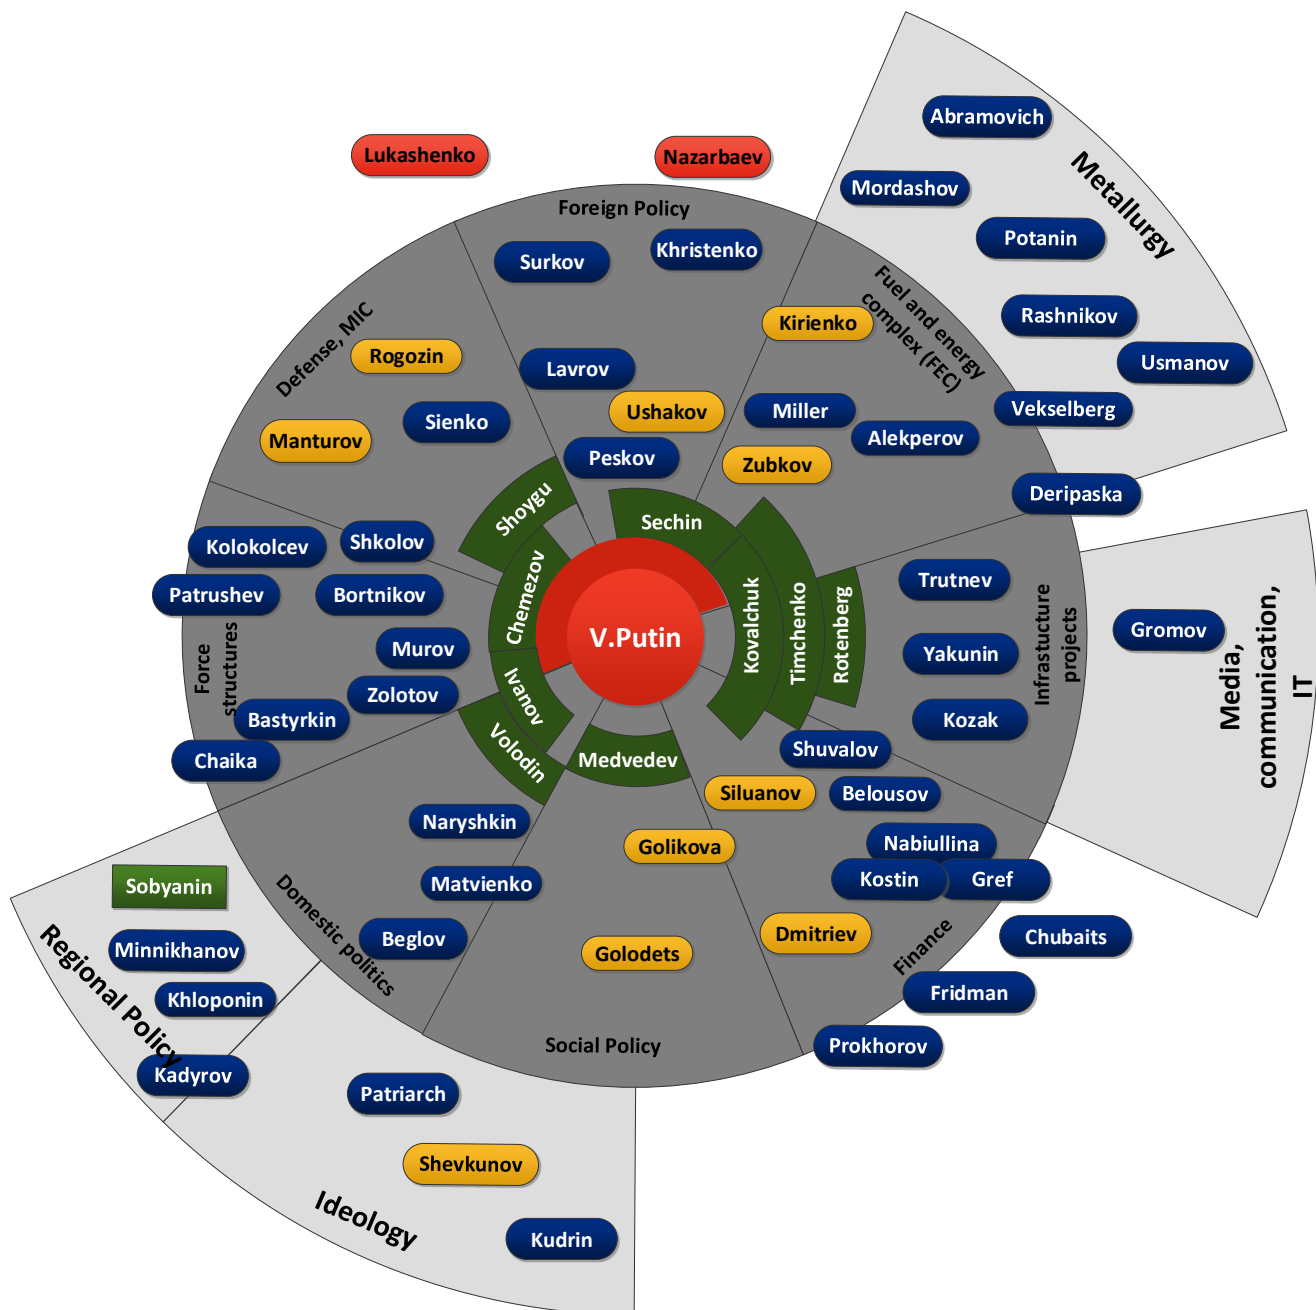 Abramovich
Lukashenko
Nazarbaev
Mordashov
Metallurgy
Foreign Policy
Potanin
Surkov
Khristenko
Fuel and energy
complex (FEC)
Kirienko
Rashnikov
Defense, MIC
Rogozin
Usmanov
Lavrov
Ushakov
Miller
Vekselberg
Sienko
Manturov
Alekperov
Peskov
Zubkov
Deripaska
Shoygu
Sechin
Kolokolcev
Shkolov
Chemezov
Trutnev
Patrushev
Bortnikov
Kovalchuk
Timchenko
Rotenberg
V.Putin
Gromov
Infrastucture
projects
Media,
communication,
IT
Murov
Yakunin
Force
structures
Zolotov
Ivanov
Bastyrkin
Kozak
Volodin
Medvedev
Shuvalov
Chaika
Siluanov
Belousov
Naryshkin
Golikova
Nabiullina
Kostin
Gref
Sobyanin
Matvienko
Domestic politics
Beglov
Dmitriev
Chubaits
Minnikhanov
Golodets
Finance
Regional Policy
Khloponin
Fridman
Social Policy
Prokhorov
Kadyrov
Patriarch
Shevkunov
Ideology
Kudrin